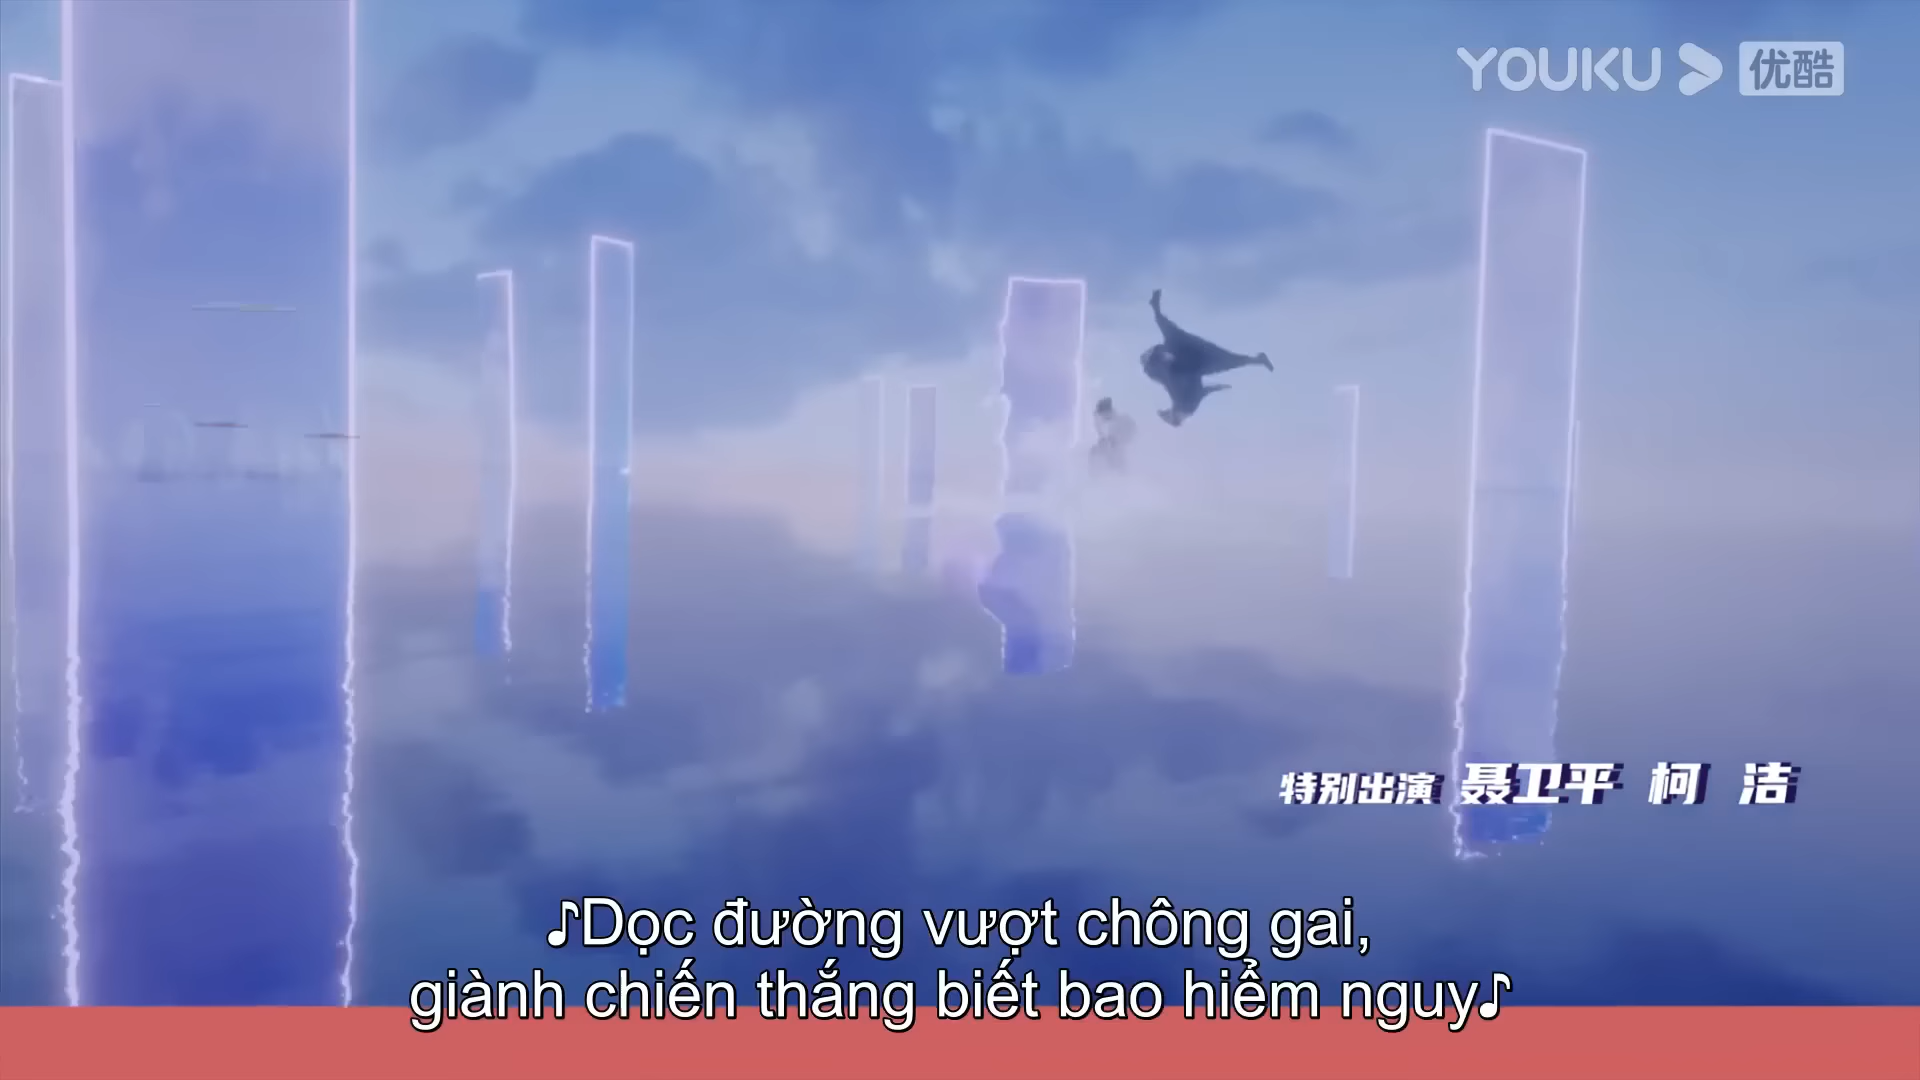 YOUKU 优酷
特别出演 聂卫平 柯 洁
♪Dọc đường vượt chông gai,
giành chiến thắng biết bao hiểm nguy♪